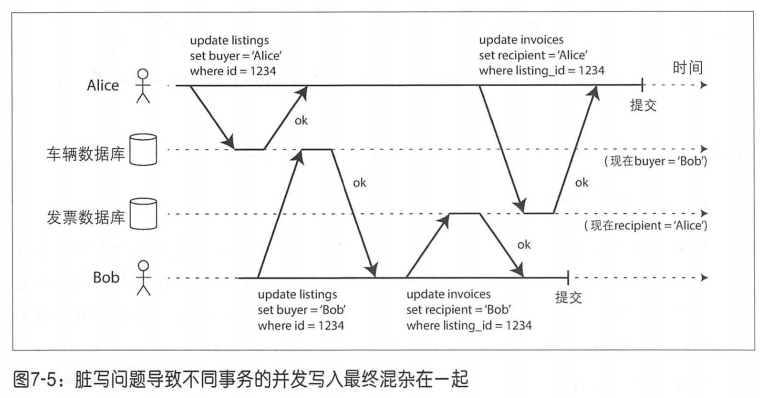 update listings
set buyer = 'Alice'
where id = 1234
update invoices
set recipient = 'Alice'
where listing_id = 1234
时间
Alice
提交
ok
ok
车辆数据库
(现在buyer = 'Bob')
ok
发票数据库
(现在recipient = 'Alice')
ok
Bob
提交
update listings
set buyer = 'Bob'
where id = 1234
update invoices
set recipient = 'Bob'
where listing_id = 1234
图7-5：脏写问题导致不同事务的并发写入最终混杂在一起